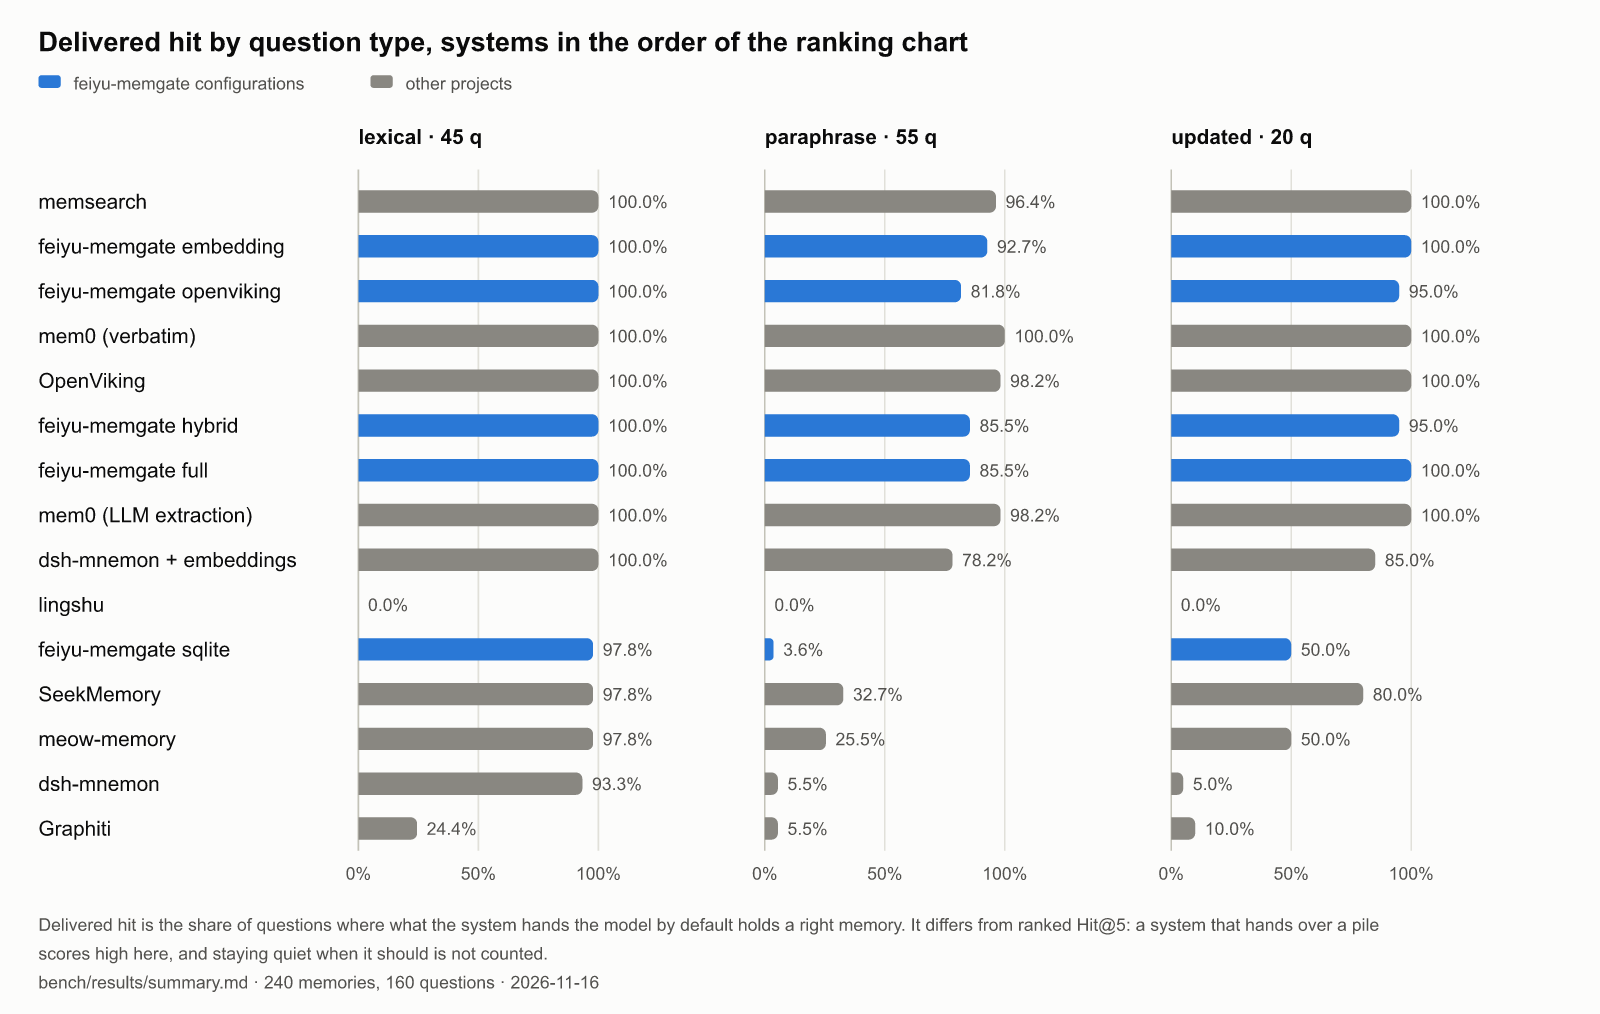 Delivered hit by question type, systems in the order of the ranking chart
feiyu-memgate configurations other projects
lexical · 45 q paraphrase · 55 q updated · 20 q
memsearch 100.0% 96.4% 100.0%
feiyu-memgate embedding 100.0% 92.7% 100.0%
feiyu-memgate openviking 100.0% 81.8% 95.0%
mem0 (verbatim) 100.0% 100.0% 100.0%
OpenViking 100.0% 98.2% 100.0%
feiyu-memgate hybrid 100.0% 85.5% 95.0%
feiyu-memgate full 100.0% 85.5% 100.0%
mem0 (LLM extraction) 100.0% 98.2% 100.0%
dsh-mnemon + embeddings 100.0% 78.2% 85.0%
lingshu 0.0% 0.0% 0.0%
feiyu-memgate sqlite 97.8% 3.6% 50.0%
SeekMemory 97.8% 32.7% 80.0%
meow-memory 97.8% 25.5% 50.0%
dsh-mnemon 93.3% 5.5% 5.0%
Graphiti 24.4% 5.5% 10.0%
0% 50% 100% 0% 50% 100% 0% 50% 100%
Delivered hit is the share of questions where what the system hands the model by default holds a right memory. It differs from ranked Hit@5: a system that hands over a pile
scores high here, and staying quiet when it should is not counted.
bench/results/summary.md · 240 memories, 160 questions · 2026-11-16